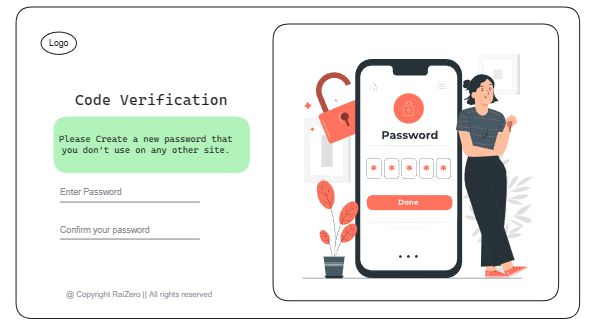 Logo
Code Verification
Please Create a new password that
you don't use on any other site.
Enter Password
Confirm your password
@ Copyright RaiZero || All rights reserved
Password
* * * * *
Done